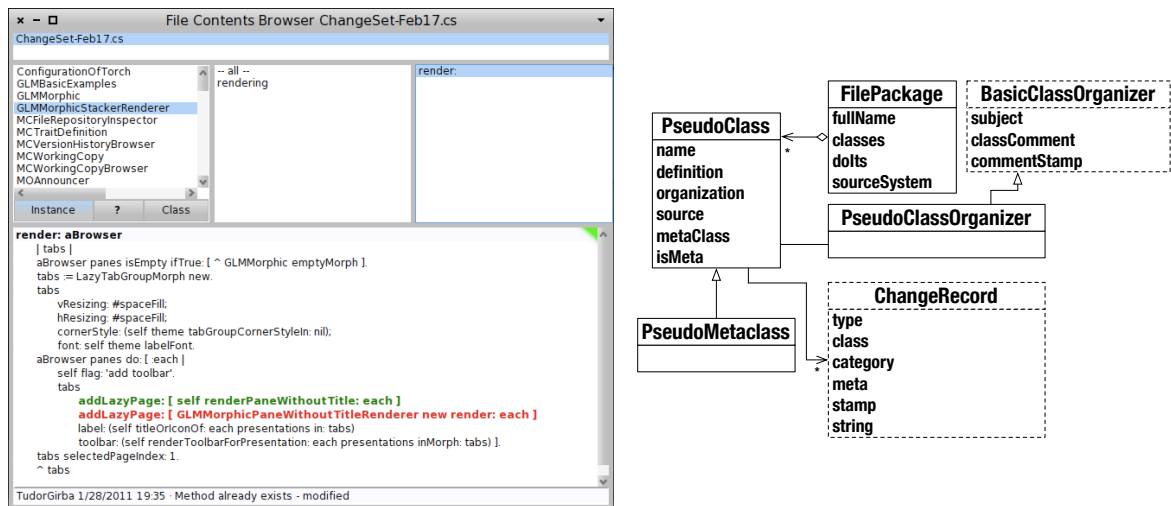 File Contents Browser ChangeSet-Feb17.cs
ChangeSet-Feb17.cs
ConfigurationOfTorch
GLMBasicExamples
GLMMorphic
GLMMorphicStackerRenderer
MCFileRepositoryInspector
MCTraitDefinition
MCVersionHistoryBrowser
MCWorkingCopy
MCWorkingCopyBrowser
MOAnnouncer
-- all --
rendering
render:
Instance ? Class
render: aBrowser
| tabs |
aBrowser panes isEmpty ifTrue: [ ^ GLMMorphic emptyMorph ].
tabs := LazyTabGroupMorph new.
tabs
vResizing: #spaceFill;
hResizing: #spaceFill;
cornerStyle: (self theme tabGroupCornerStyleIn: nil);
font: self theme labelFont.
aBrowser panes do: [ :each |
self flag: 'add toolbar'.
tabs
addLazyPage: [ self renderPaneWithoutTitle: each ]
addLazyPage: [ GLMMorphicPaneWithoutTitleRenderer new render: each ]
label: (self titleOrIconOf: each presentations in: tabs)
toolbar: (self renderToolbarForPresentation: each presentations inMorph: tabs) ].
tabs selectedPageIndex: 1.
^ tabs
TudorGirba 1/28/2011 19:35 · Method already exists - modified
PseudoClass
name
definition
organization
source
metaClass
isMeta
*
FilePackage
fullName
classes
doIts
sourceSystem
BasicClassOrganizer
subject
classComment
commentStamp
PseudoClassOrganizer
PseudoMetaclass
*
ChangeRecord
type
class
category
meta
stamp
string